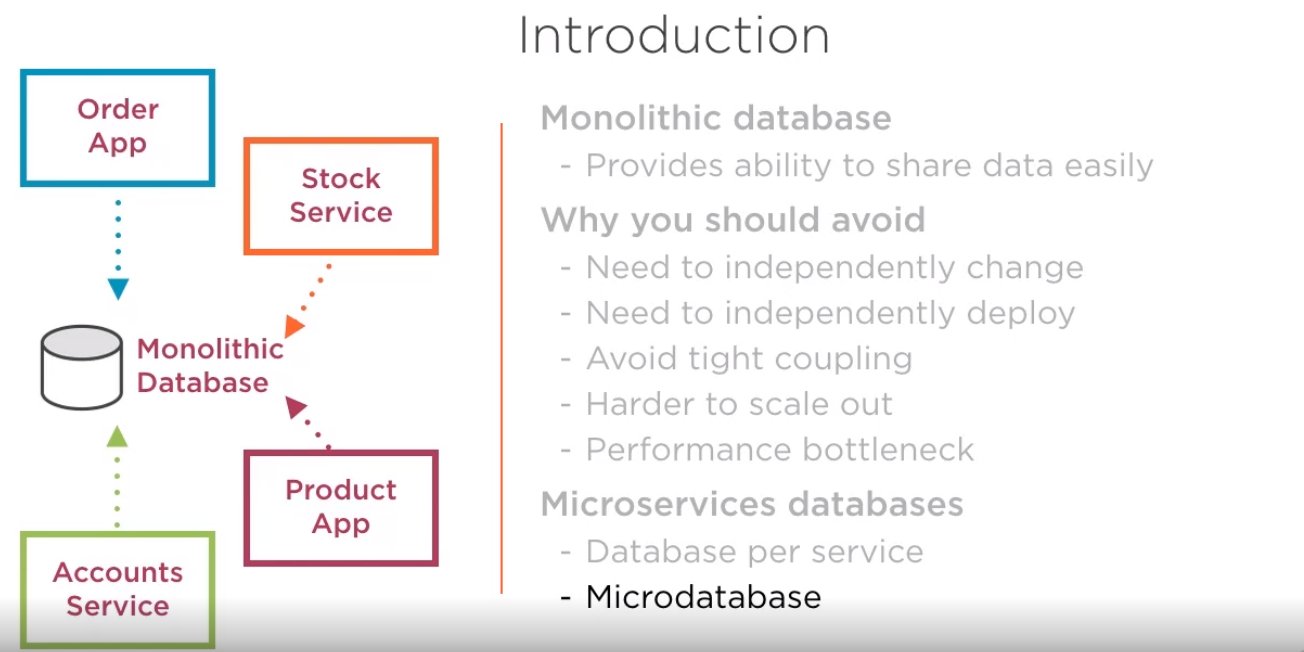 Introduction
Order
App
Stock
Service
Monolithic
Database
Product
App
Accounts
Service
Monolithic database
- Provides ability to share data easily
Why you should avoid
- Need to independently change
- Need to independently deploy
- Avoid tight coupling
- Harder to scale out
- Performance bottleneck
Microservices databases
- Database per service
- Microdatabase